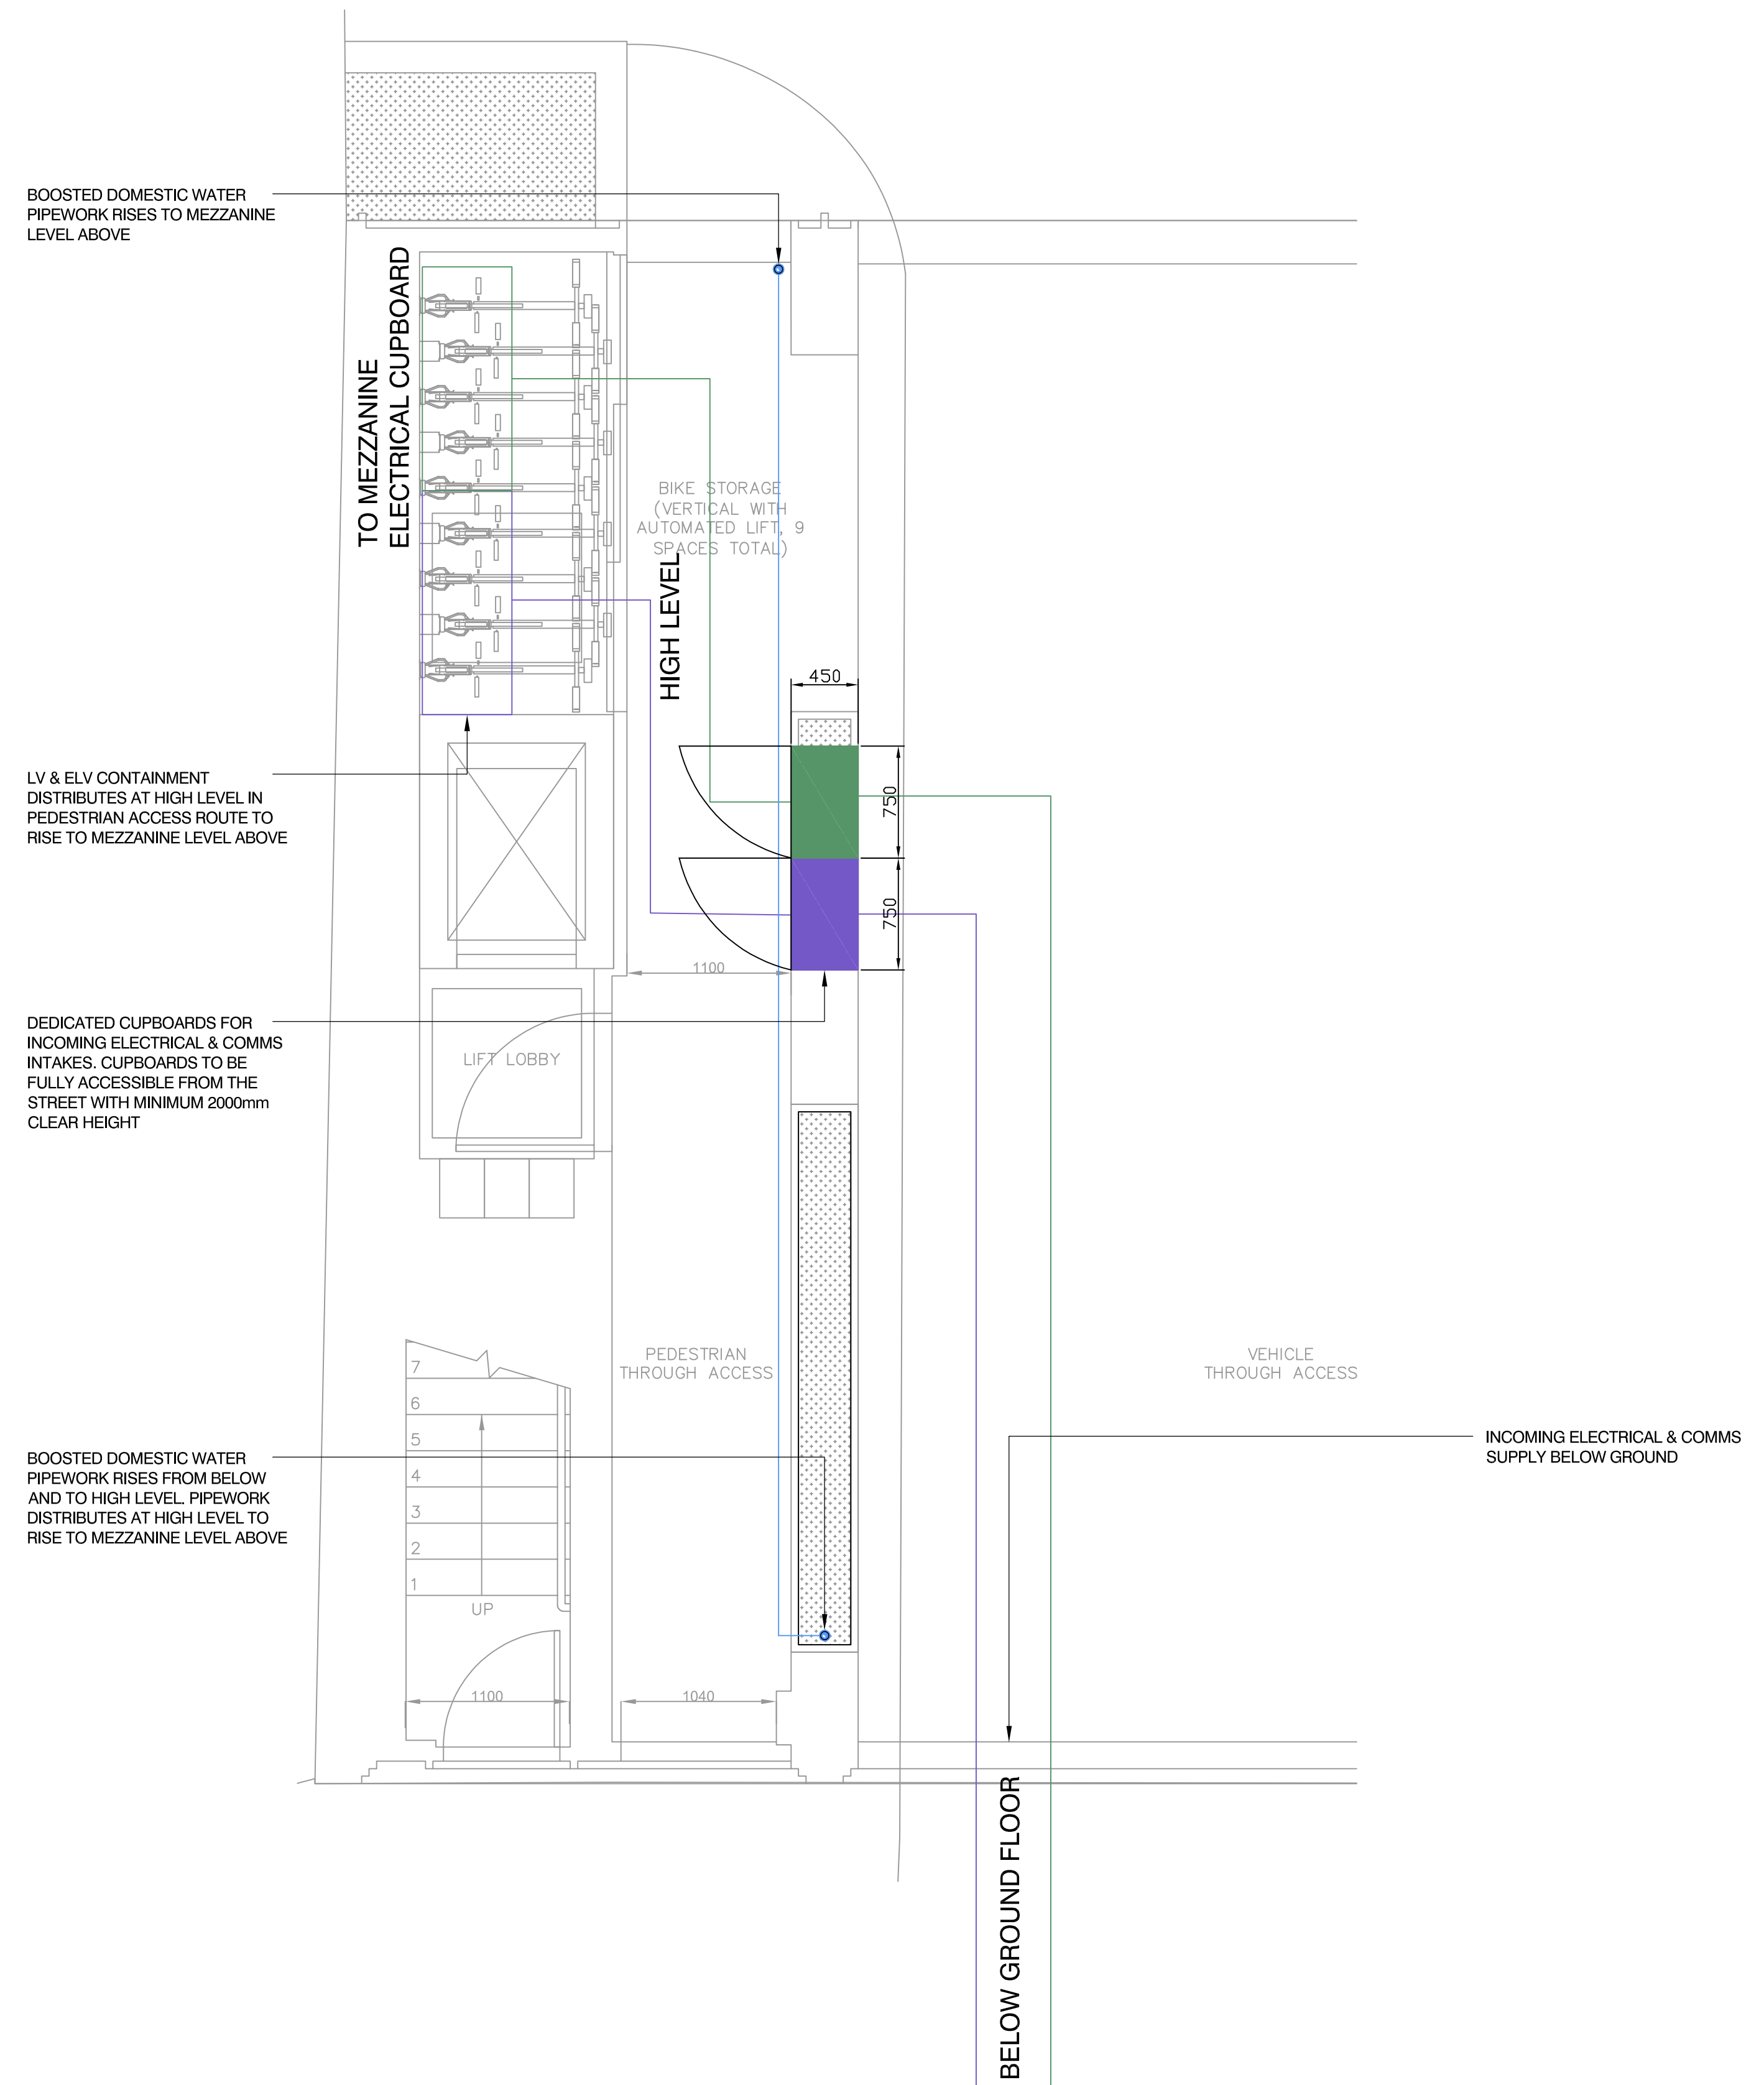 BOOSTED DOMESTIC WATER
PIPEWORK RISES TO MEZZANINE
LEVEL ABOVE
TO MEZZANINE
ELECTRICAL CUPBOARD
BIKE STORAGE
(VERTICAL WITH
AUTOMATED LIFT, 9
SPACES TOTAL)
HIGH LEVEL
450
750
750
LV & ELV CONTAINMENT
DISTRIBUTES AT HIGH LEVEL IN
PEDESTRIAN ACCESS ROUTE TO
RISE TO MEZZANINE LEVEL ABOVE
1100
DEDICATED CUPBOARDS FOR
INCOMING ELECTRICAL & COMMS
INTAKES. CUPBOARDS TO BE
FULLY ACCESSIBLE FROM THE
STREET WITH MINIMUM 2000mm
CLEAR HEIGHT
LIFT LOBBY
PEDESTRIAN
THROUGH ACCESS
VEHICLE
THROUGH ACCESS
7
6
5
4
3
2
1
UP
BOOSTED DOMESTIC WATER
PIPEWORK RISES FROM BELOW
AND TO HIGH LEVEL. PIPEWORK
DISTRIBUTES AT HIGH LEVEL TO
RISE TO MEZZANINE LEVEL ABOVE
INCOMING ELECTRICAL & COMMS
SUPPLY BELOW GROUND
1100
1040
BELOW GROUND FLOOR